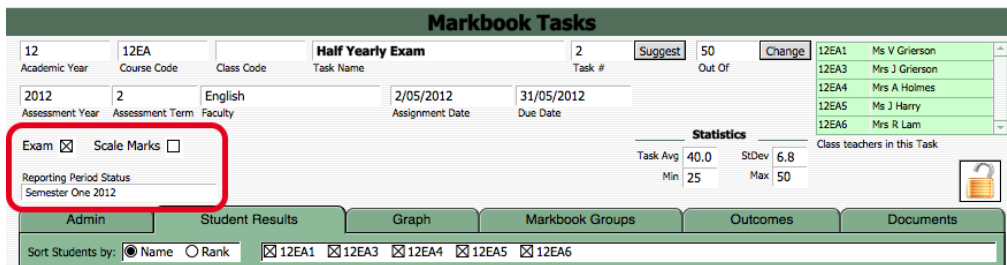 Markbook Tasks
12 12EA Half Yearly Exam 2 Suggest 50 Change
Academic Year Course Code Class Code Task Name Task # Out Of
2012 2 English 2/05/2012 31/05/2012
Assessment Year Assessment Term Faculty Assignment Date Due Date
12EA1 Ms V Grierson
12EA3 Mrs J Grierson
12EA4 Mrs A Holmes
12EA5 Ms J Harry
12EA6 Mrs R Lam
Class teachers in this Task
Exam Scale Marks
Reporting Period Status
Semester One 2012
Statistics
Task Avg 40.0 StDev 6.8
Min 25 Max 50
Admin Student Results Graph Markbook Groups Outcomes Documents
Sort Students by: Name Rank 12EA1 12EA3 12EA4 12EA5 12EA6